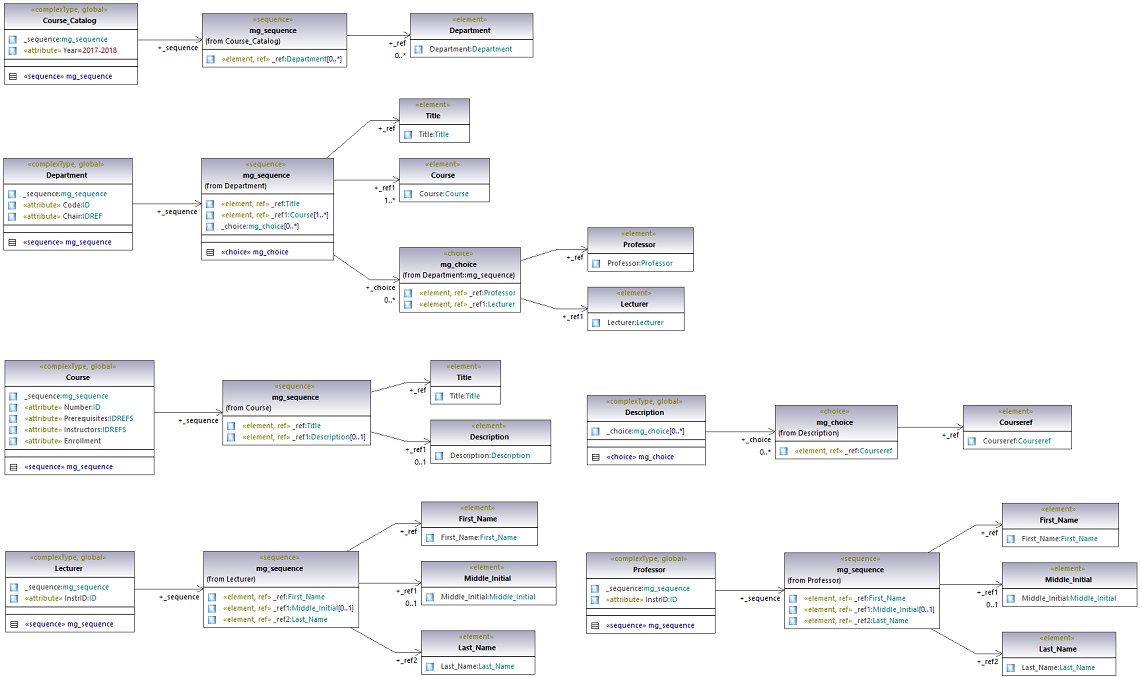 «complexType, global»
Course_Catalog
_sequence:mg_sequence
«attribute» Year=2017-2018
«sequence» mg_sequence
+_sequence
«sequence»
mg_sequence
(from Course_Catalog)
«element, ref» _ref:Department[0..*]
+_ref
0..*
«element»
Department
Department:Department
«complexType, global»
Department
_sequence:mg_sequence
«attribute» Code:ID
«attribute» Chair:IDREF
«sequence» mg_sequence
+_sequence
«sequence»
mg_sequence
(from Department)
«element, ref» _ref:Title
«element, ref» _ref1:Course[1..*]
_choice:mg_choice[0..*]
«choice» mg_choice
+_ref
«element»
Title
Title:Title
+_ref1
1..*
«element»
Course
Course:Course
+_choice
0..*
«choice»
mg_choice
(from Department::mg_sequence)
«element, ref» _ref:Professor
«element, ref» _ref1:Lecturer
+_ref
«element»
Professor
Professor:Professor
+_ref1
«element»
Lecturer
Lecturer:Lecturer
«complexType, global»
Course
_sequence:mg_sequence
«attribute» Number:ID
«attribute» Prerequisites:IDREFS
«attribute» Instructors:IDREFS
«attribute» Enrollment
«sequence» mg_sequence
+_sequence
«sequence»
mg_sequence
(from Course)
«element, ref» _ref:Title
«element, ref» _ref1:Description[0..1]
+_ref
«element»
Title
Title:Title
+_ref1
0..1
«element»
Description
Description:Description
«complexType, global»
Description
_choice:mg_choice[0..*]
«choice» mg_choice
+_choice
0..*
«choice»
mg_choice
(from Description)
«element, ref» _ref:Courseref
+_ref
«element»
Courseref
Courseref:Courseref
«complexType, global»
Lecturer
_sequence:mg_sequence
«attribute» InstrID:ID
«sequence» mg_sequence
+_sequence
«sequence»
mg_sequence
(from Lecturer)
«element, ref» _ref:First_Name
«element, ref» _ref1:Middle_Initial[0..1]
«element, ref» _ref2:Last_Name
+_ref
«element»
First_Name
First_Name:First_Name
+_ref1
0..1
«element»
Middle_Initial
Middle_Initial:Middle_Initial
+_ref2
«element»
Last_Name
Last_Name:Last_Name
«complexType, global»
Professor
_sequence:mg_sequence
«attribute» InstrID:ID
«sequence» mg_sequence
+_sequence
«sequence»
mg_sequence
(from Professor)
«element, ref» _ref:First_Name
«element, ref» _ref1:Middle_Initial[0..1]
«element, ref» _ref2:Last_Name
+_ref
«element»
First_Name
First_Name:First_Name
+_ref1
0..1
«element»
Middle_Initial
Middle_Initial:Middle_Initial
+_ref2
«element»
Last_Name
Last_Name:Last_Name